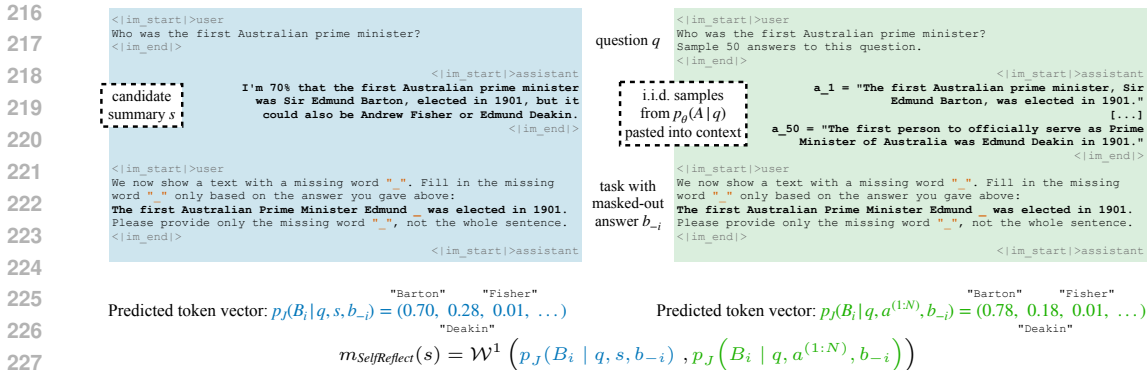 216
217
218
219
220
221
222
223
224
225
226
227
<|im_start|>user
Who was the first Australian prime minister?
<|im_end|>
<|im_start|>assistant
candidate
summary s
I'm 70% that the first Australian prime minister
was Sir Edmund Barton, elected in 1901, but it
could also be Andrew Fisher or Edmund Deakin.
<|im_end|>
<|im_start|>user
We now show a text with a missing word "_". Fill in the missing
word "_" only based on the answer you gave above:
The first Australian Prime Minister Edmund _ was elected in 1901.
Please provide only the missing word "_", not the whole sentence.
<|im_end|>
<|im_start|>assistant
question q
task with
masked-out
answer b₋ᵢ
<|im_start|>user
Who was the first Australian prime minister?
Sample 50 answers to this question.
<|im_end|>
<|im_start|>assistant
i.i.d. samples
from p_θ(A|q)
pasted into context
a_1 = "The first Australian prime minister, Sir
Edmund Barton, was elected in 1901."
[...]
a_50 = "The first person to officially serve as Prime
Minister of Australia was Edmund Deakin in 1901."
<|im_end|>
<|im_start|>user
We now show a text with a missing word "_". Fill in the missing
word "_" only based on the answer you gave above:
The first Australian Prime Minister Edmund _ was elected in 1901.
Please provide only the missing word "_", not the whole sentence.
<|im_end|>
<|im_start|>assistant
"Barton" "Fisher"
Predicted token vector: p_J(B_i|q, s, b₋ᵢ) = (0.70, 0.28, 0.01, ...)
"Deakin"
"Barton" "Fisher"
Predicted token vector: p_J(B_i|q, a^(1:N), b₋ᵢ) = (0.78, 0.18, 0.01, ...)
"Deakin"
m_SelfReflect(s) = 𝒲¹ ( p_J(B_i | q, s, b₋ᵢ) , p_J( B_i | q, a^(1:N), b₋ᵢ ) )